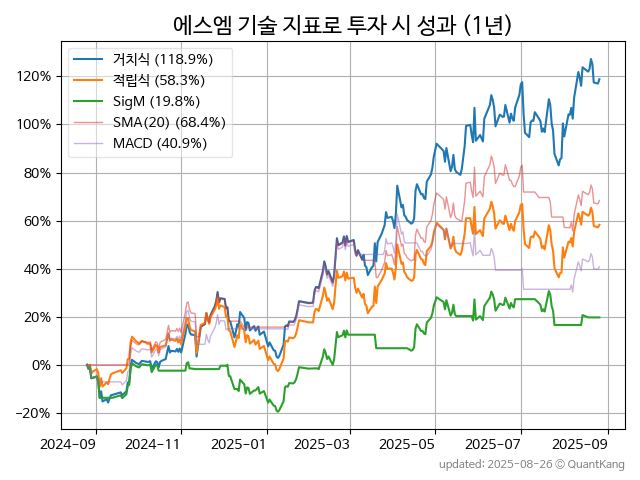 에스엠 기술 지표로 투자 시 성과 (1년)
거치식 (118.9%)
적립식 (58.3%)
SigM (19.8%)
SMA(20) (68.4%)
MACD (40.9%)
120%
100%
80%
60%
40%
20%
0%
−20%
2024-09 2024-11 2025-01 2025-03 2025-05 2025-07 2025-09
updated: 2025-08-26 ⓒ QuantKang